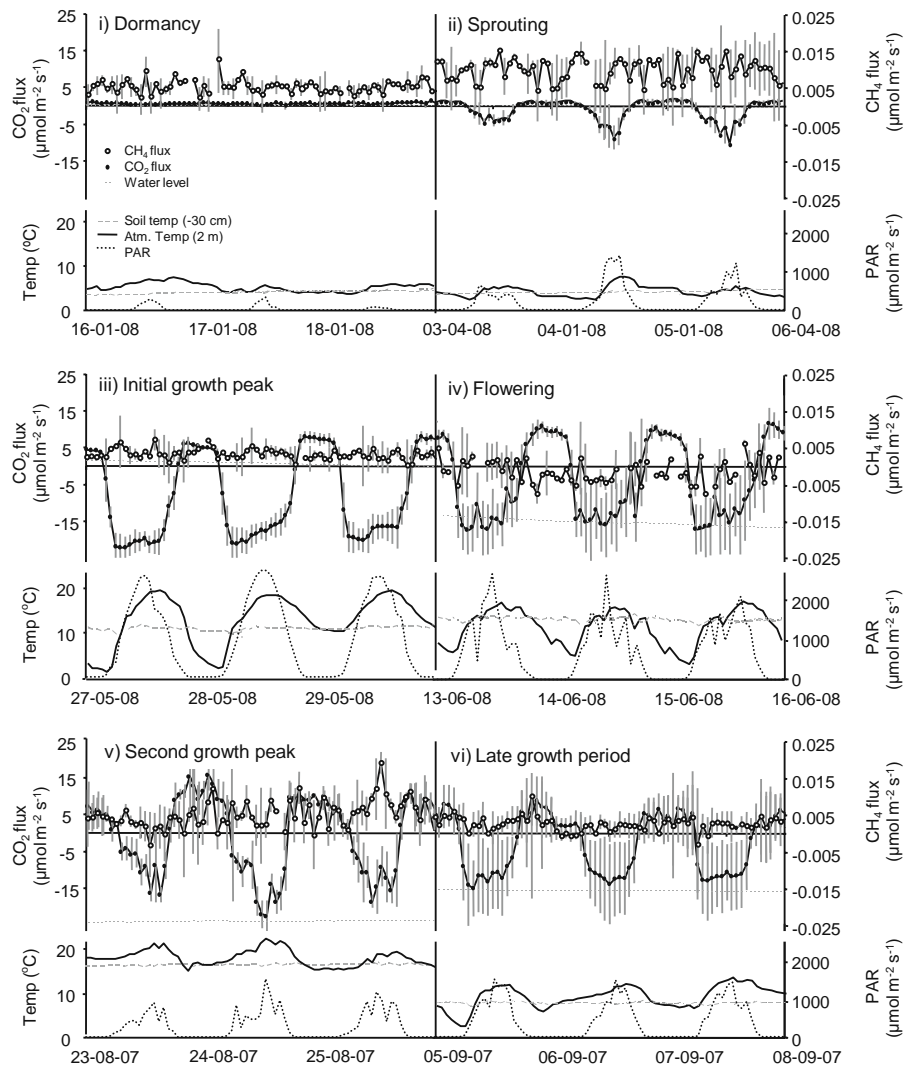 i) Dormancy
ii) Sprouting
25
15
5
-5
-15
CO2 flux
(μmol m-2 s-1)
0.025
0.015
0.005
-0.005
-0.015
-0.025
CH4 flux
(μmol m-2 s-1)
CH4 flux
CO2 flux
Water level
Soil temp (-30 cm)
Atm. Temp (2 m)
PAR
20
10
0
Temp (ºC)
2000
1000
0
PAR
(μmol m-2 s-1)
16-01-08 17-01-08 18-01-08 03-04-08 04-01-08 05-01-08 06-04-08
iii) Initial growth peak
iv) Flowering
25
15
5
-5
-15
CO2 flux
(μmol m-2 s-1)
0.025
0.015
0.005
-0.005
-0.015
-0.025
CH4 flux
(μmol m-2 s-1)
20
10
0
Temp (°C)
2000
1000
0
PAR
(μmol m-2 s-1)
27-05-08 28-05-08 29-05-08 13-06-08 14-06-08 15-06-08 16-06-08
v) Second growth peak
vi) Late growth period
25
15
5
-5
-15
CO2 flux
(μmol m-2 s-1)
0.025
0.015
0.005
-0.005
-0.015
-0.025
CH4 flux
(μmol m-2 s-1)
20
10
0
Temp (°C)
2000
1000
0
PAR
(μmol m-2 s-1)
23-08-07 24-08-07 25-08-07 05-09-07 06-09-07 07-09-07 08-09-07